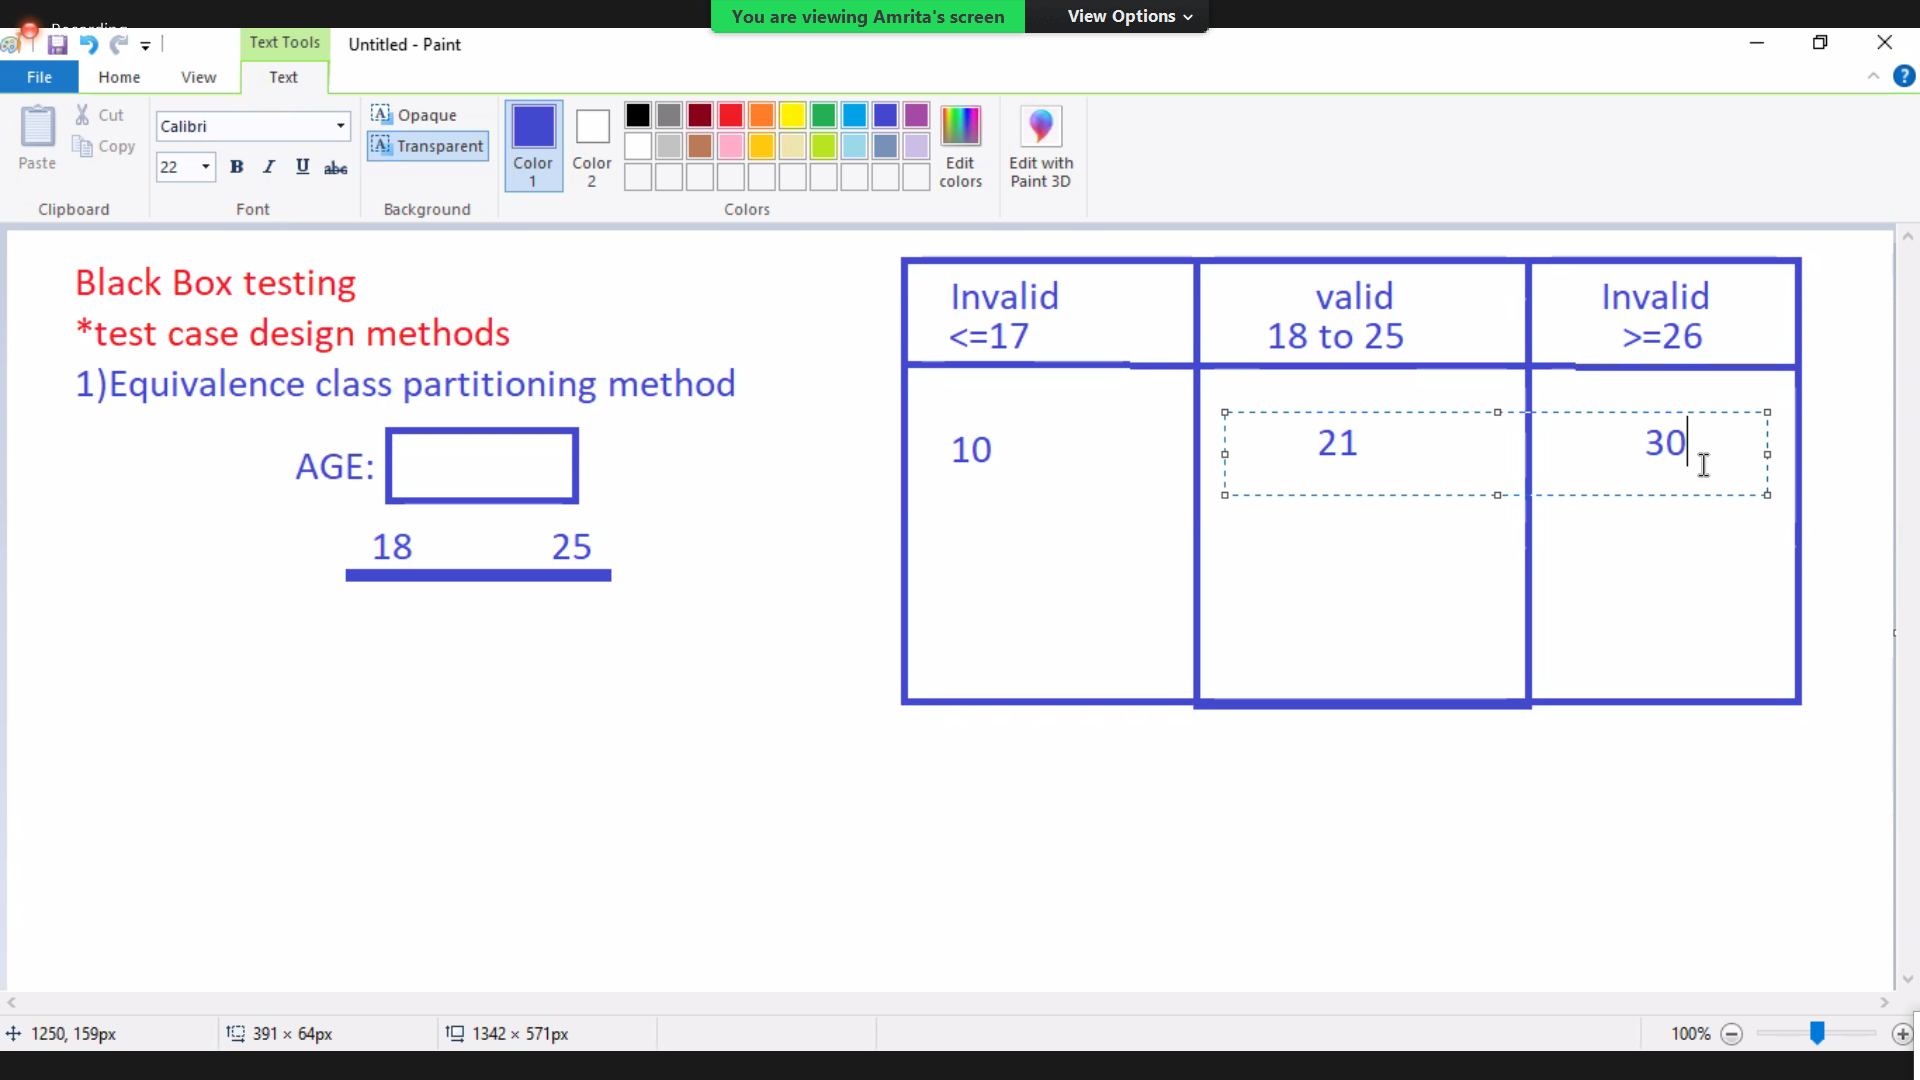 Recording
You are viewing Amrita's screen
View Options
Text Tools
Untitled - Paint
File
Home
View
Text
Paste
Cut
Copy
Clipboard
Calibri
22
B I U abc
Font
Opaque
Transparent
Background
Color
1
Color
2
Edit
colors
Colors
Edit with
Paint 3D
Black Box testing
*test case design methods
1)Equivalence class partitioning method
AGE:
18 25
Invalid
<=17
valid
18 to 25
Invalid
>=26
10 21 30
1250, 159px
391 × 64px
1342 × 571px
100%